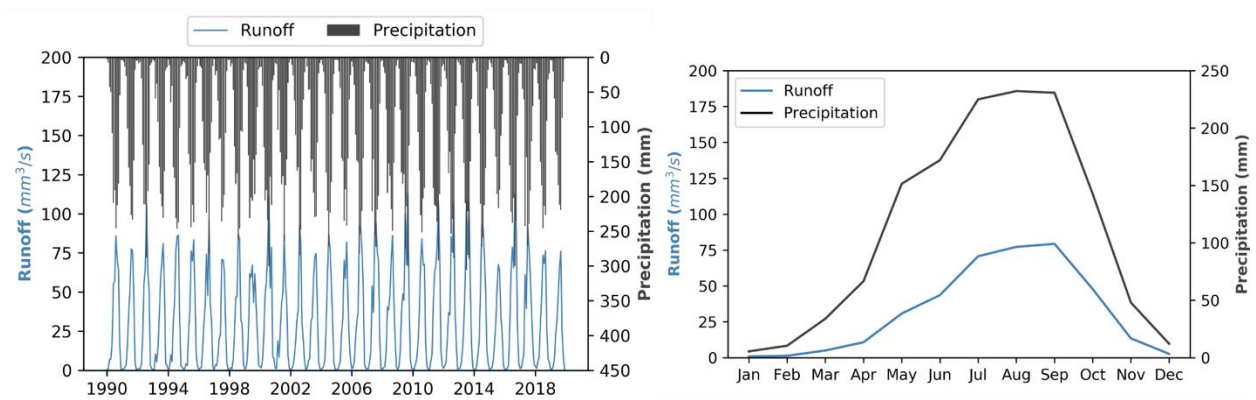 Runoff Precipitation
200 0
175 50
150 100
125 150
100 200
75 250
50 300
25 350
0 400
450
Runoff (mm³/s)
Precipitation (mm)
1990 1994 1998 2002 2006 2010 2014 2018
Runoff
Precipitation
200 250
175 200
150
125 150
100
75 100
50 50
25
0 0
Runoff (mm³/s)
Precipitation (mm)
Jan Feb Mar Apr May Jun Jul Aug Sep Oct Nov Dec